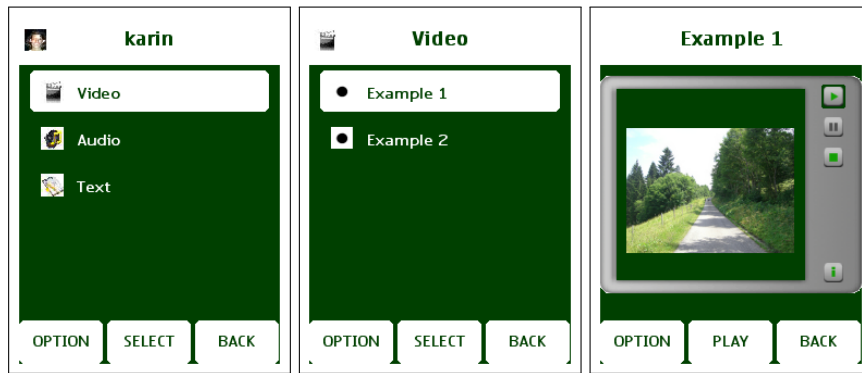 karin
Video
Audio
Text
OPTION SELECT BACK
Video
Example 1
Example 2
OPTION SELECT BACK
Example 1
OPTION PLAY BACK